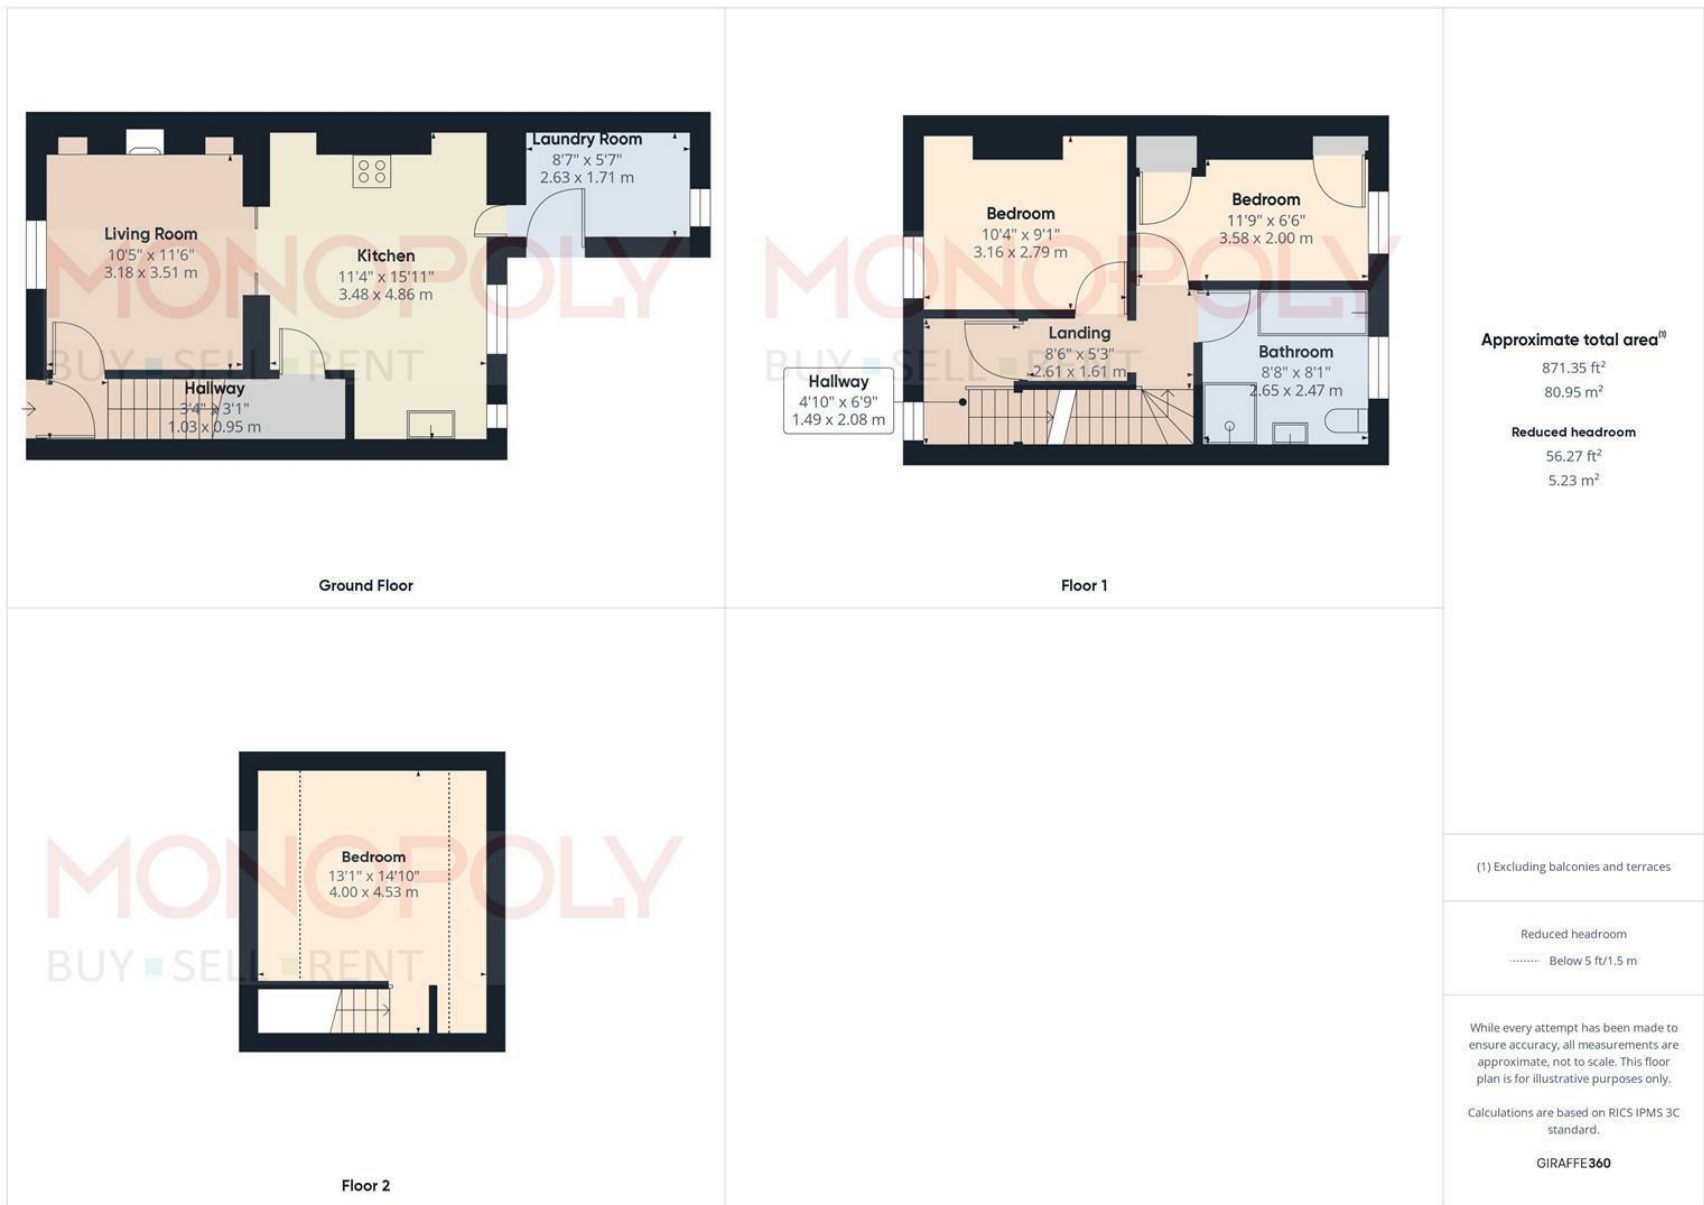 Laundry Room
8'7" x 5'7"
2.63 x 1.71 m
Living Room
10'5" x 11'6"
3.18 x 3.51 m
Kitchen
11'4" x 15'11"
3.48 x 4.86 m
Hallway
3'4" x 3'1"
1.03 x 0.95 m
MONOPOLY
BUY SELL RENT
Ground Floor
Bedroom
10'4" x 9'1"
3.16 x 2.79 m
Bedroom
11'9" x 6'6"
3.58 x 2.00 m
Landing
8'6" x 5'3"
2.61 x 1.61 m
Bathroom
8'8" x 8'1"
2.65 x 2.47 m
Hallway
4'10" x 6'9"
1.49 x 2.08 m
MONOPOLY
BUY SELL RENT
Floor 1
Bedroom
13'1" x 14'10"
4.00 x 4.53 m
MONOPOLY
BUY SELL RENT
Floor 2
Approximate total area(1)
871.35 ft²
80.95 m²
Reduced headroom
56.27 ft²
5.23 m²
(1) Excluding balconies and terraces
Reduced headroom
Below 5 ft/1.5 m
While every attempt has been made to
ensure accuracy, all measurements are
approximate, not to scale. This floor
plan is for illustrative purposes only.
Calculations are based on RICS IPMS 3C
standard.
GIRAFFE360